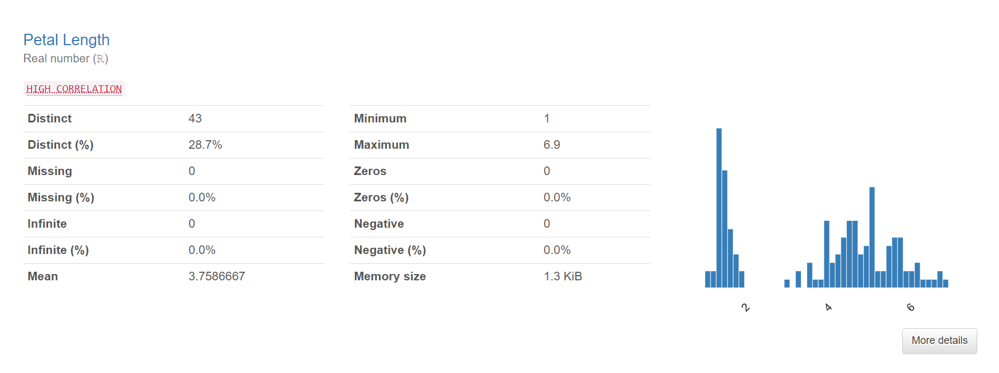 Petal Length
Real number (ℝ)
HIGH CORRELATION
Distinct 43
Distinct (%) 28.7%
Missing 0
Missing (%) 0.0%
Infinite 0
Infinite (%) 0.0%
Mean 3.7586667
Minimum 1
Maximum 6.9
Zeros 0
Zeros (%) 0.0%
Negative 0
Negative (%) 0.0%
Memory size 1.3 KiB
2 4 6
More details